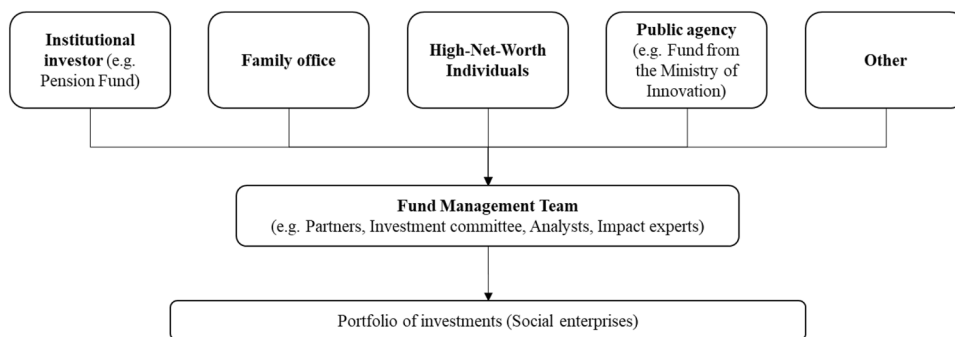 Institutional
investor (e.g.
Pension Fund)
Family office
High-Net-Worth
Individuals
Public agency
(e.g. Fund from
the Ministry of
Innovation)
Other
Fund Management Team
(e.g. Partners, Investment committee, Analysts, Impact experts)
Portfolio of investments (Social enterprises)